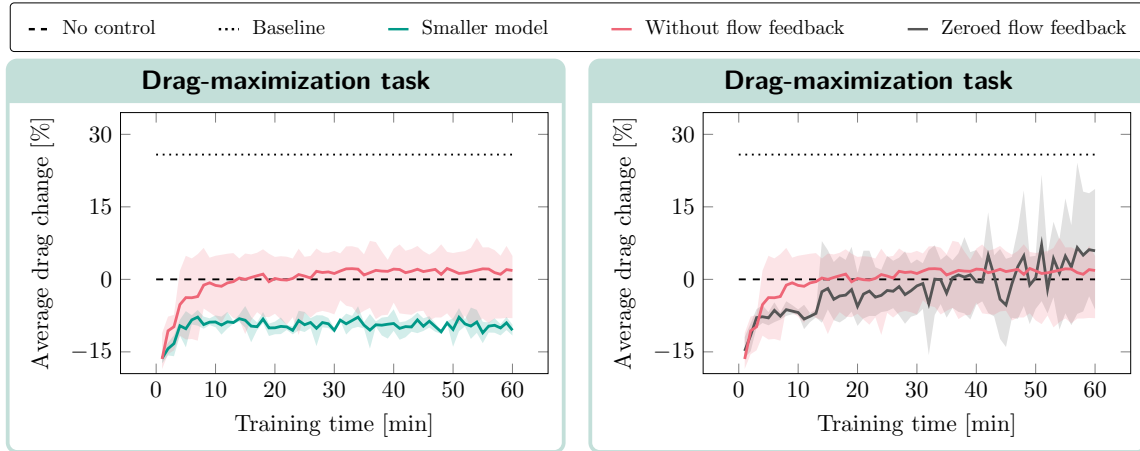 No control Baseline Smaller model Without flow feedback Zeroed flow feedback
Drag-maximization task
Average drag change [%]
30
15
0
−15
0 10 20 30 40 50 60
Training time [min]
Drag-maximization task
Average drag change [%]
30
15
0
−15
0 10 20 30 40 50 60
Training time [min]